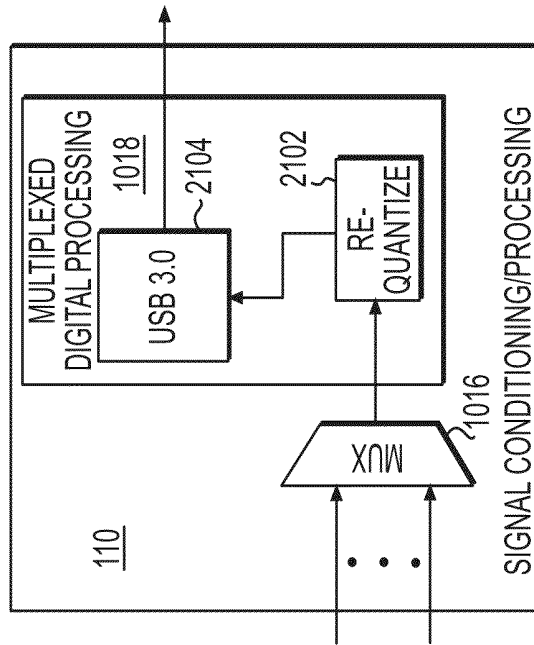 110
MULTIPLEXED
DIGITAL PROCESSING
1018
USB 3.0
2104
2102
RE-
QUANTIZE
MUX
1016
SIGNAL CONDITIONING/PROCESSING